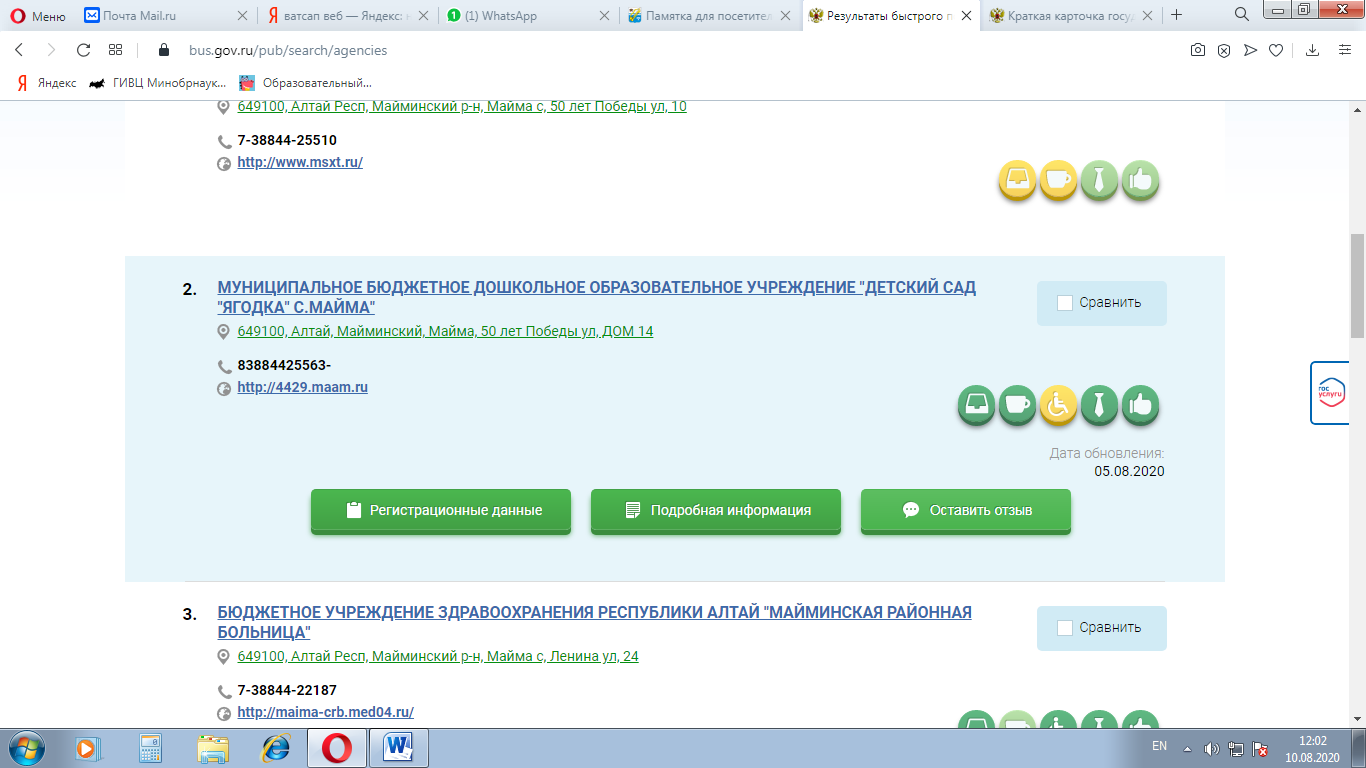 Меню
Почта Mail.ru
ватсап веб — Яндекс: н
(1) WhatsApp
Памятка для посетител
Результаты быстрого п
Краткая карточка госуд
bus.gov.ru/pub/search/agencies
Яндекс
ГИВЦ Минобрнаук...
Образовательный...
649100, Алтай Респ, Майминский р-н, Майма с, 50 лет Победы ул, 10
7-38844-25510
http://www.msxt.ru/
2. МУНИЦИПАЛЬНОЕ БЮДЖЕТНОЕ ДОШКОЛЬНОЕ ОБРАЗОВАТЕЛЬНОЕ УЧРЕЖДЕНИЕ "ДЕТСКИЙ САД
"ЯГОДКА" С.МАЙМА"
Сравнить
649100, Алтай, Майминский, Майма, 50 лет Победы ул, ДОМ 14
83884425563-
http://4429.maam.ru
гос
услуги
Дата обновления:
05.08.2020
Регистрационные данные
Подробная информация
Оставить отзыв
3. БЮДЖЕТНОЕ УЧРЕЖДЕНИЕ ЗДРАВООХРАНЕНИЯ РЕСПУБЛИКИ АЛТАЙ "МАЙМИНСКАЯ РАЙОННАЯ
БОЛЬНИЦА"
Сравнить
649100, Алтай Респ, Майминский р-н, Майма с, Ленина ул, 24
7-38844-22187
http://maima-crb.med04.ru/
EN
12:02
10.08.2020